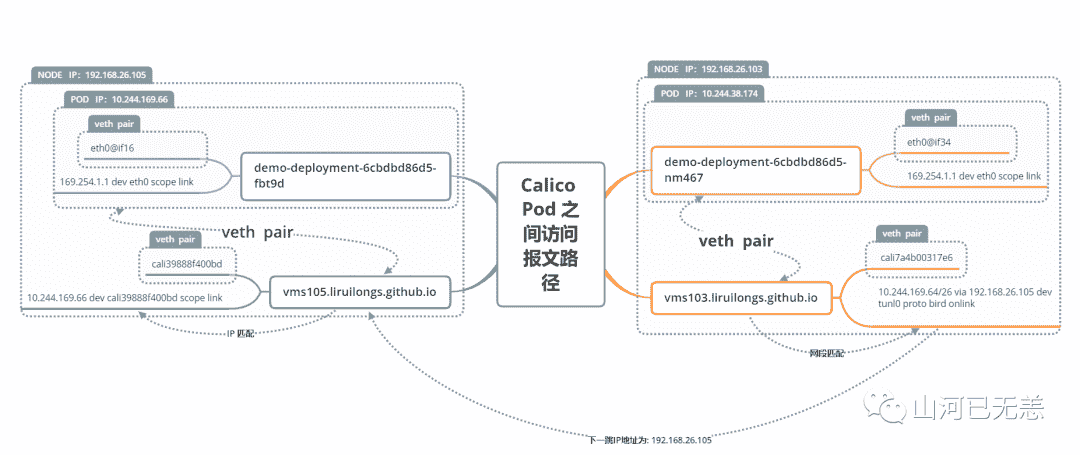 NODE IP: 192.168.26.105
POD IP: 10.244.169.66
veth pair
eth0@if16
169.254.1.1 dev eth0 scope link
demo-deployment-6cbdbd86d5-
fbt9d
veth pair
veth pair
cali39888f400bd
10.244.169.66 dev cali39888f400bd scope link
vms105.liruilongs.github.io
IP 匹配
Calico
Pod 之
间访问
报文路
径
NODE IP: 192.168.26.103
POD IP: 10.244.38.174
demo-deployment-6cbdbd86d5-
nm467
veth pair
eth0@if34
169.254.1.1 dev eth0 scope link
veth pair
vms103.liruilongs.github.io
veth pair
cali7a4b00317e6
10.244.169.64/26 via 192.168.26.105 dev
tunl0 proto bird onlink
网段匹配
下一跳IP地址为: 192.168.26.105
山河已无恙